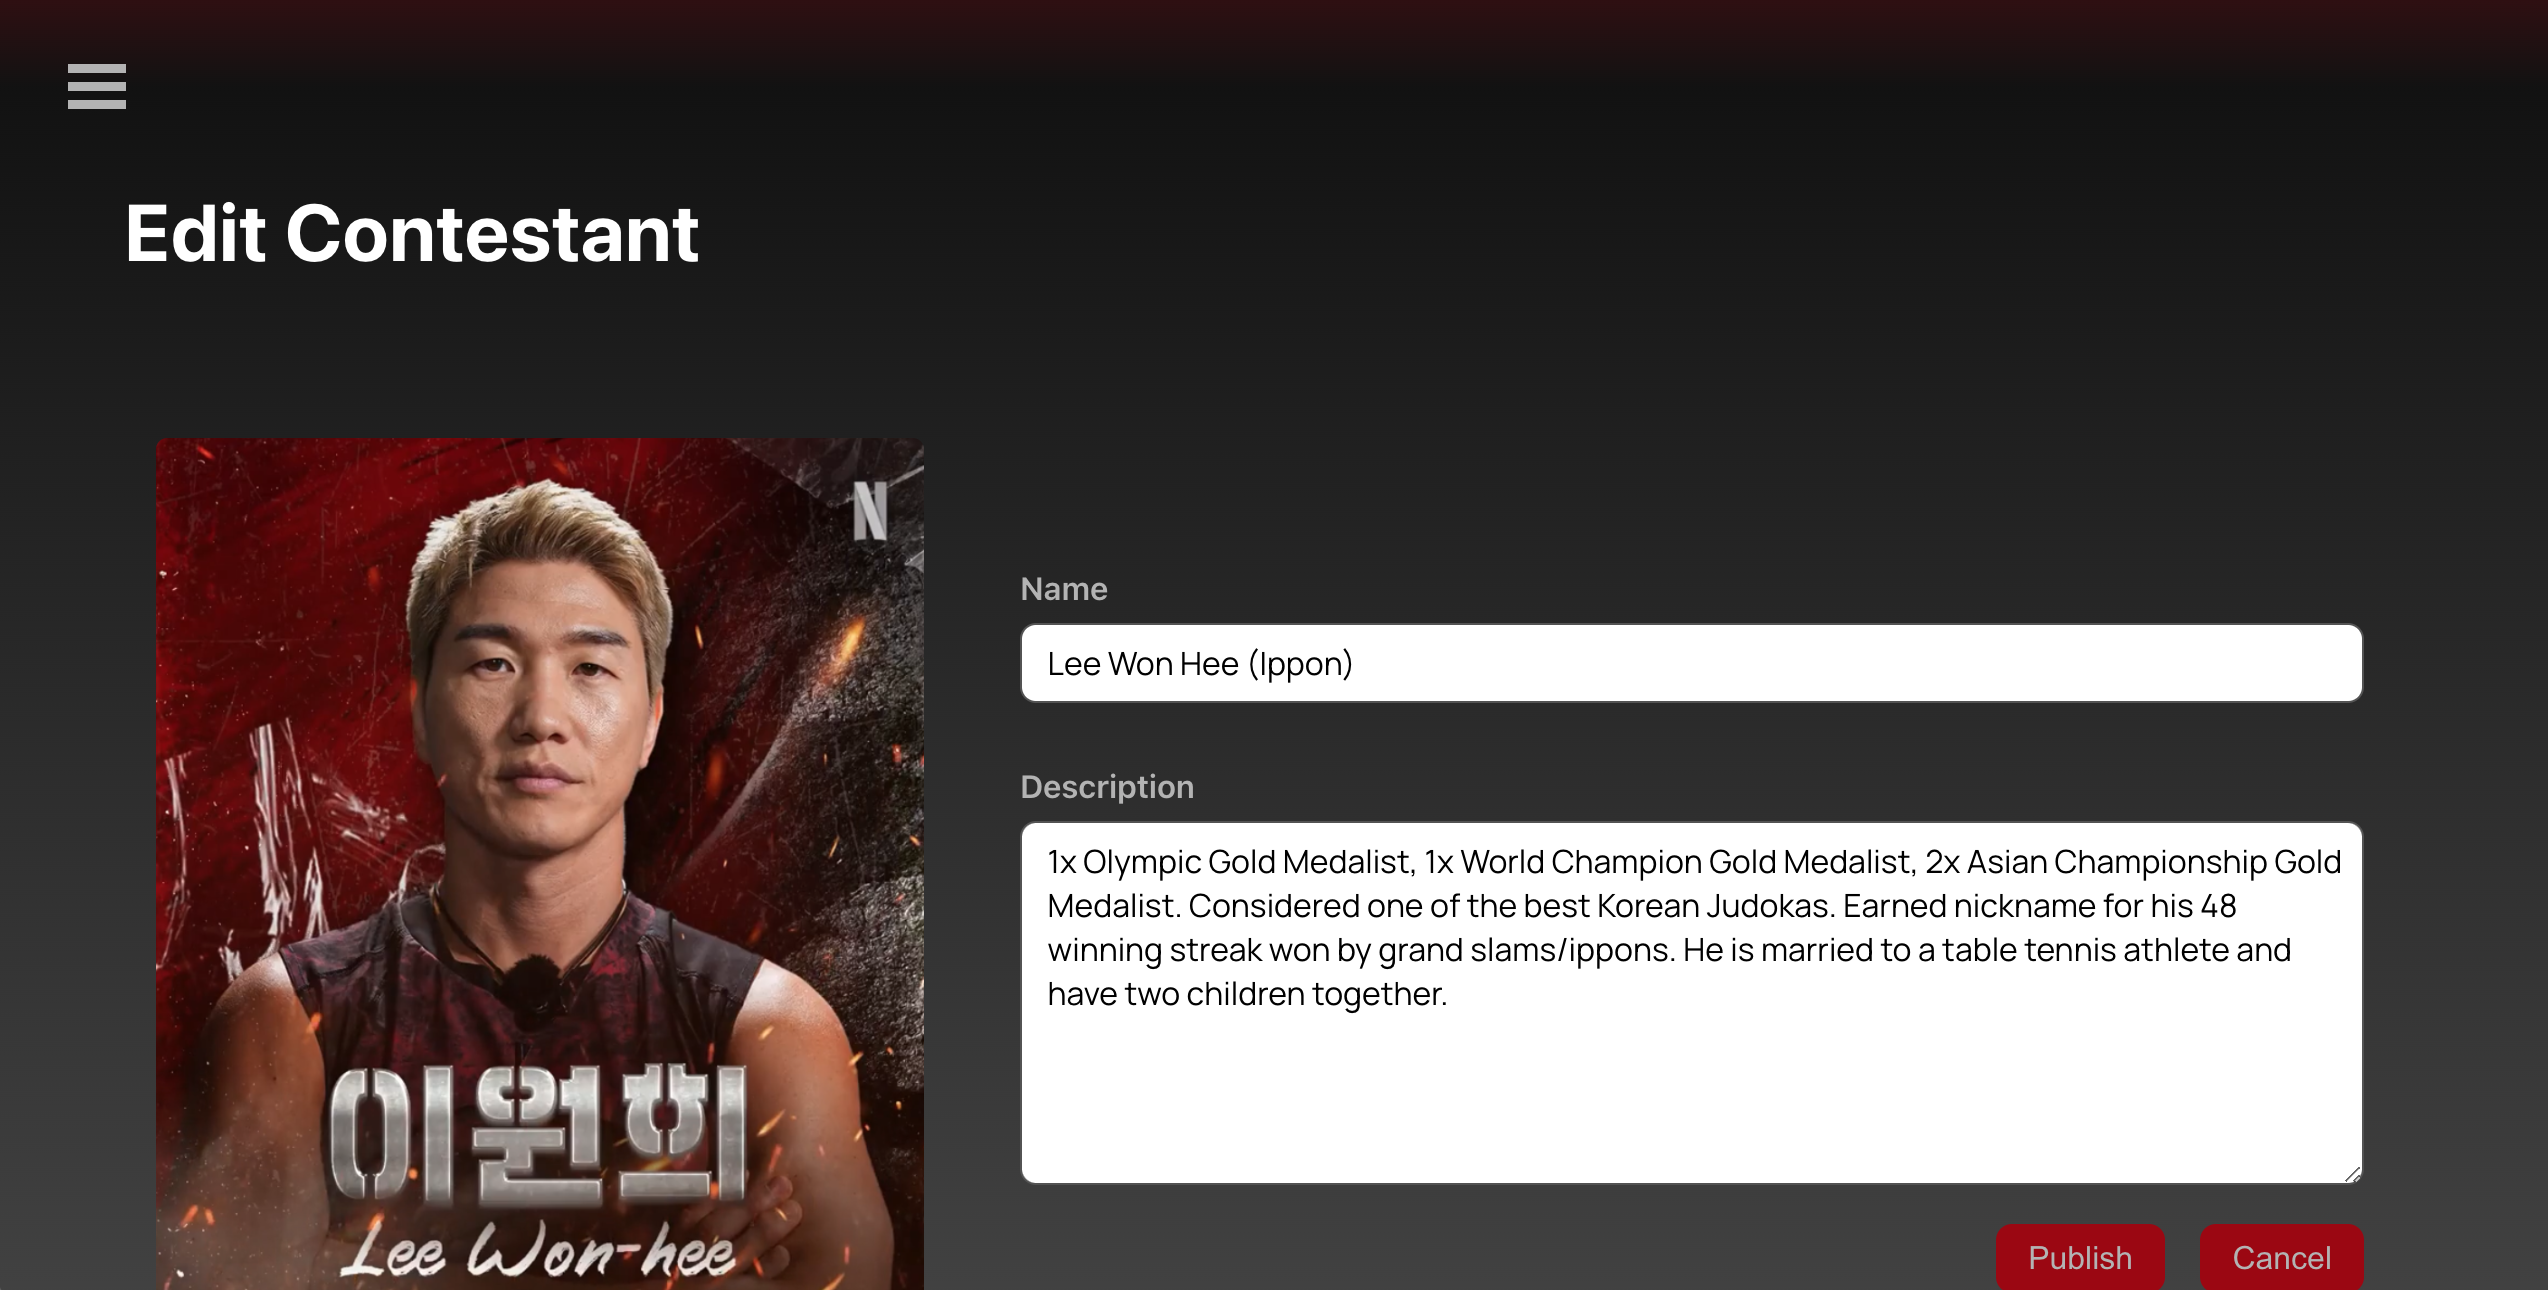 Edit Contestant
N
이원희
Lee Won-hee
Name
Lee Won Hee (Ippon)
Description
1x Olympic Gold Medalist, 1x World Champion Gold Medalist, 2x Asian Championship Gold
Medalist. Considered one of the best Korean Judokas. Earned nickname for his 48
winning streak won by grand slams/ippons. He is married to a table tennis athlete and
have two children together.
Publish
Cancel